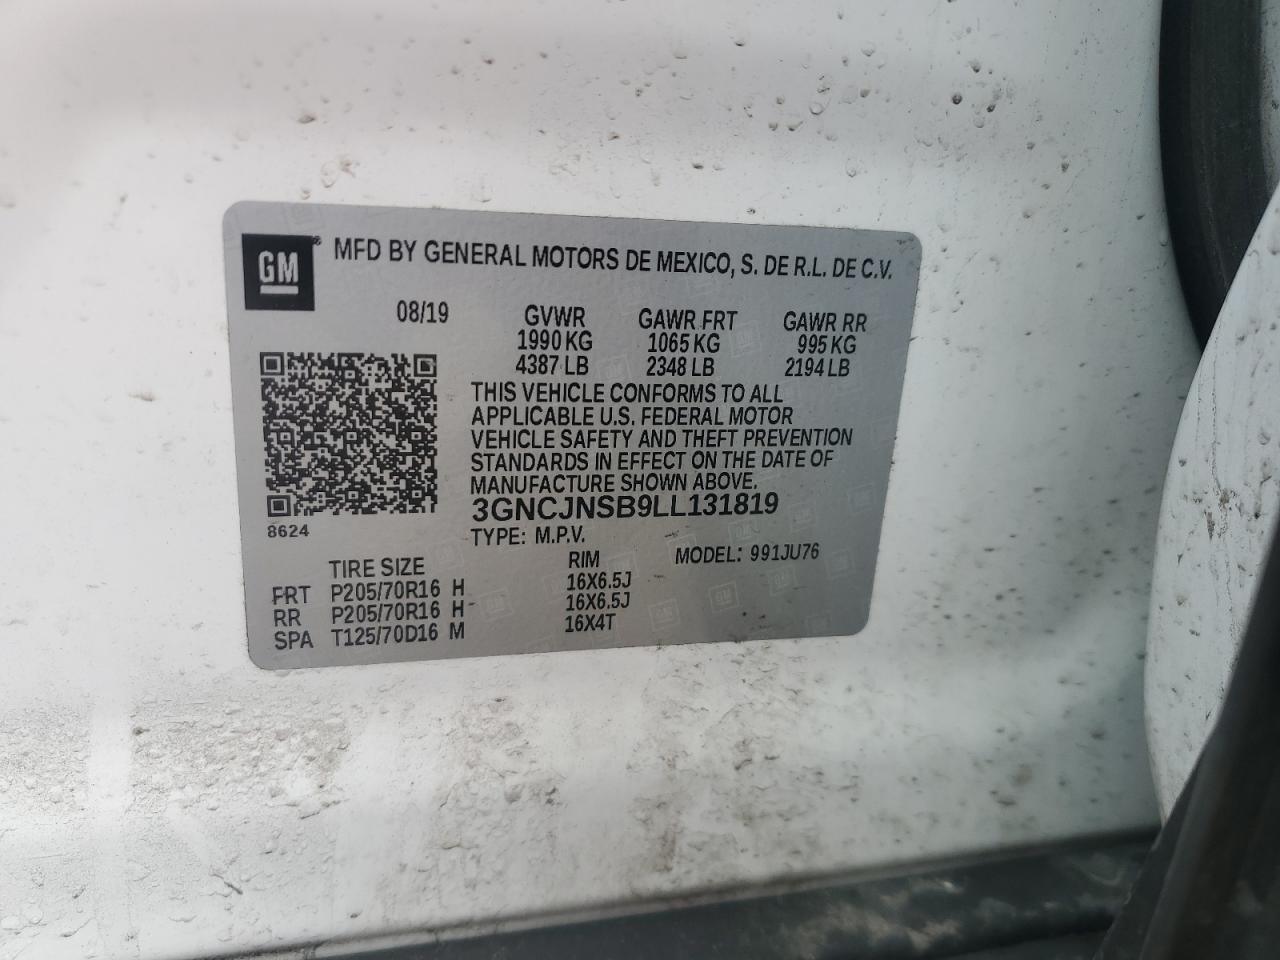 GM® MFD BY GENERAL MOTORS DE MEXICO, S. DE R.L. DE C.V.
08/19 GVWR GAWR FRT GAWR RR
1990 KG 1065 KG 995 KG
4387 LB 2348 LB 2194 LB
THIS VEHICLE CONFORMS TO ALL
APPLICABLE U.S. FEDERAL MOTOR
VEHICLE SAFETY AND THEFT PREVENTION
STANDARDS IN EFFECT ON THE DATE OF
MANUFACTURE SHOWN ABOVE.
3GNCJNSB9LL131819
8624 TYPE: M.P.V.
TIRE SIZE RIM MODEL: 991JU76
FRT P205/70R16 H 16X6.5J
RR P205/70R16 H 16X6.5J
SPA T125/70D16 M 16X4T